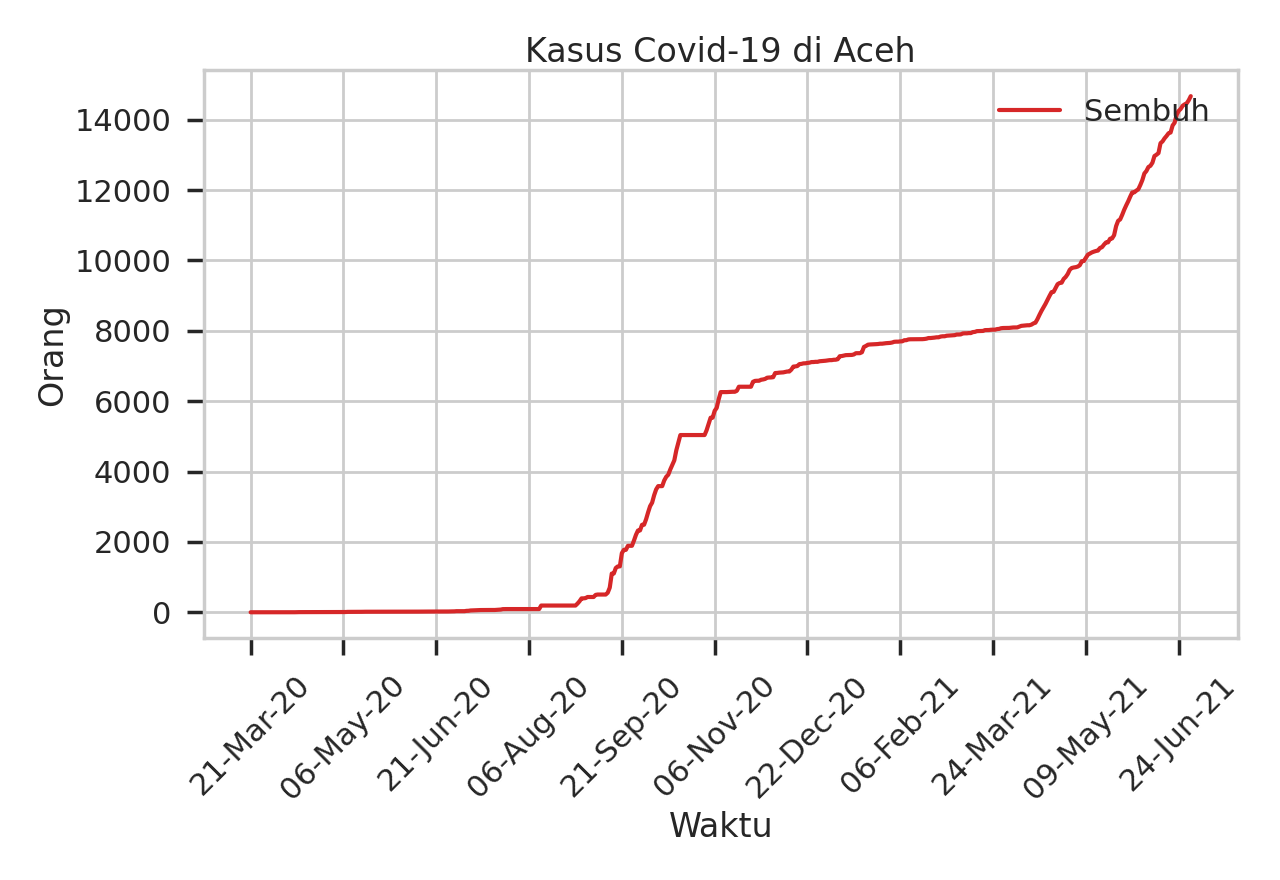 Kasus Covid-19 di Aceh
Sembuh
14000
12000
10000
8000
6000
4000
2000
0
Orang
21-Mar-20
06-May-20
21-Jun-20
06-Aug-20
21-Sep-20
06-Nov-20
22-Dec-20
06-Feb-21
24-Mar-21
09-May-21
24-Jun-21
Waktu